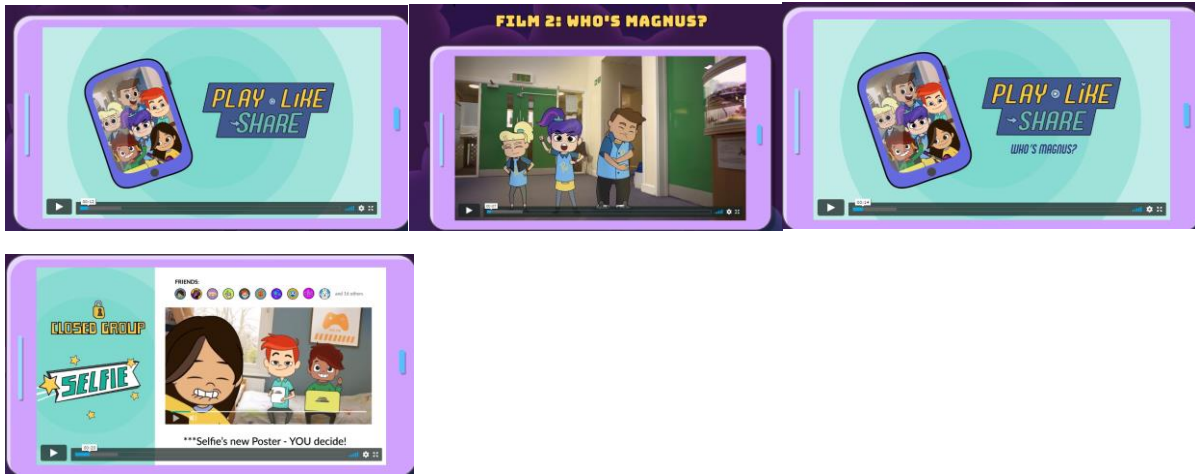 PLAY LIKE
SHARE
FILM 2: WHO'S MAGNUS?
PLAY LIKE
SHARE
WHO'S MAGNUS?
CLOSED GROUP
SELFIE
FRIENDS:
and 56 others
***Selfie's new Poster - YOU decide!